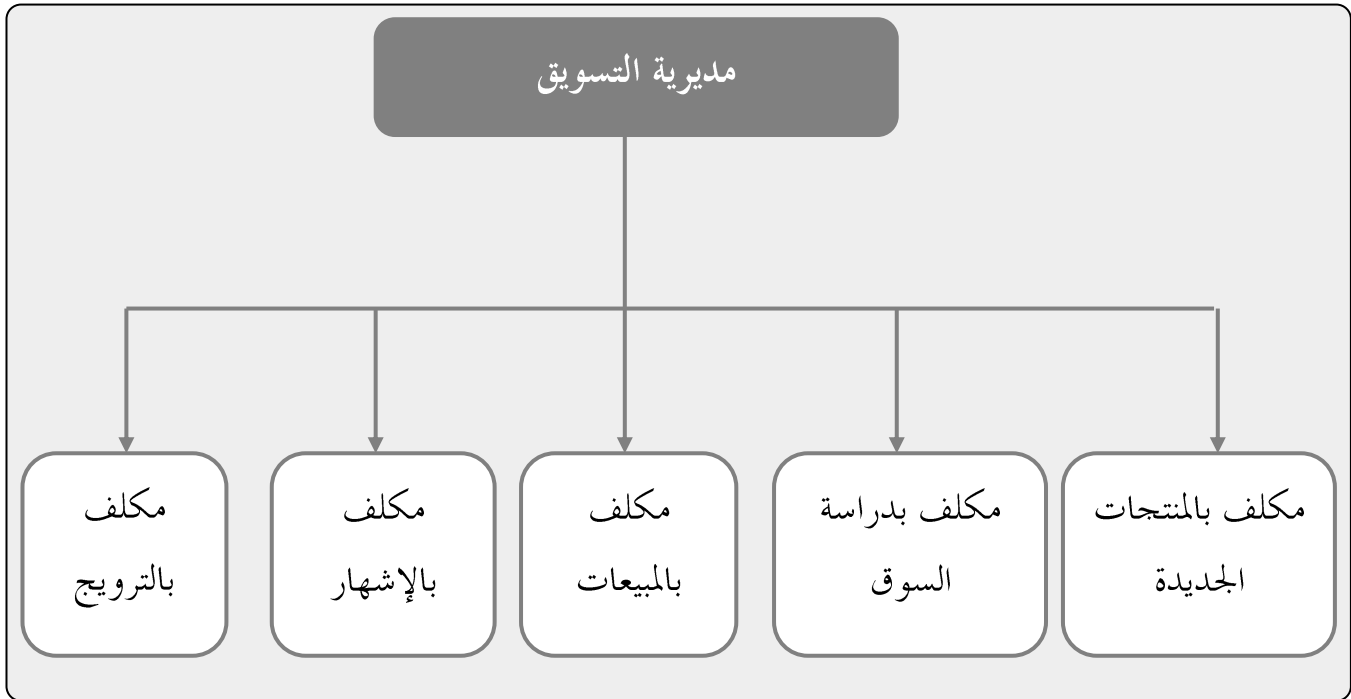 مديرية التسويق
مكلف بالمنتجات
الجديدة
مكلف بدراسة
السوق
مكلف
بالمبيعات
مكلف
بالإشهار
مكلف
بالترويج